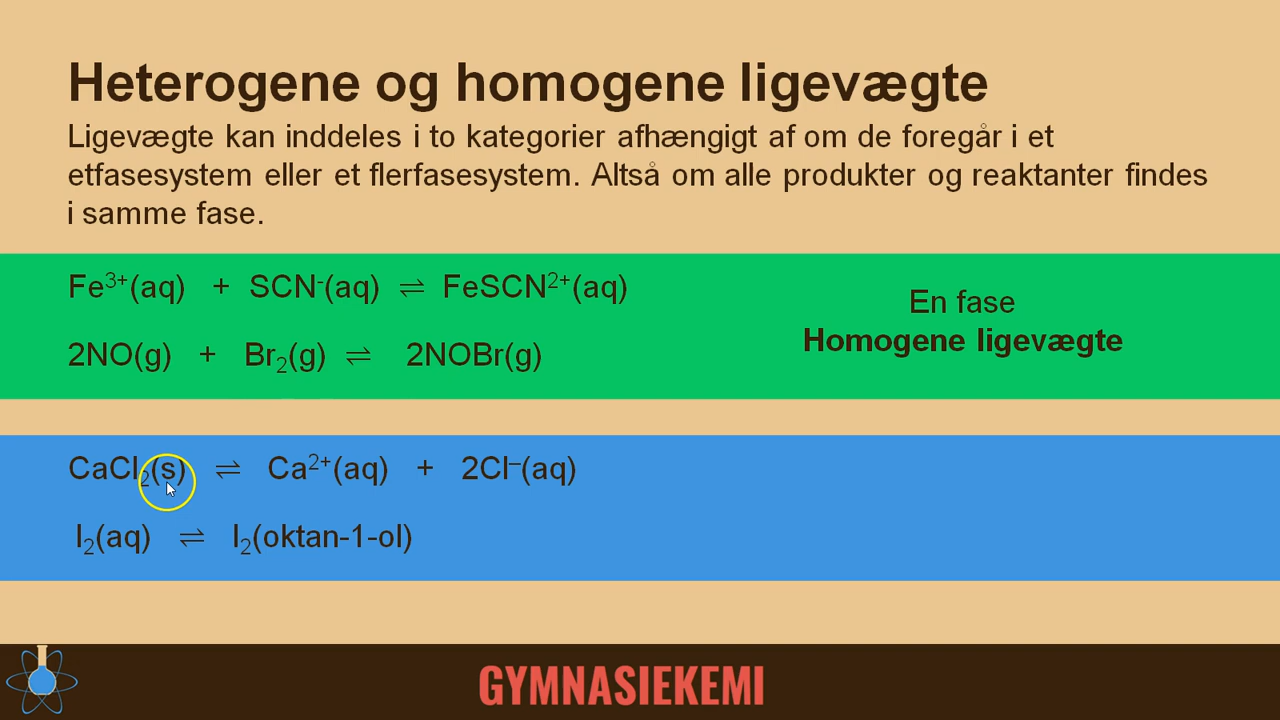 Heterogene og homogene ligevægte
Ligevægte kan inddeles i to kategorier afhængigt af om de foregår i et
etfasesystem eller et flerfasesystem. Altså om alle produkter og reaktanter findes
i samme fase.
Fe³⁺(aq) + SCN⁻(aq) ⇌ FeSCN²⁺(aq)
2NO(g) + Br₂(g) ⇌ 2NOBr(g)
En fase
Homogene ligevægte
CaCl₂(s) ⇌ Ca²⁺(aq) + 2Cl⁻(aq)
I₂(aq) ⇌ I₂(oktan-1-ol)
GYMNASIEKEMI